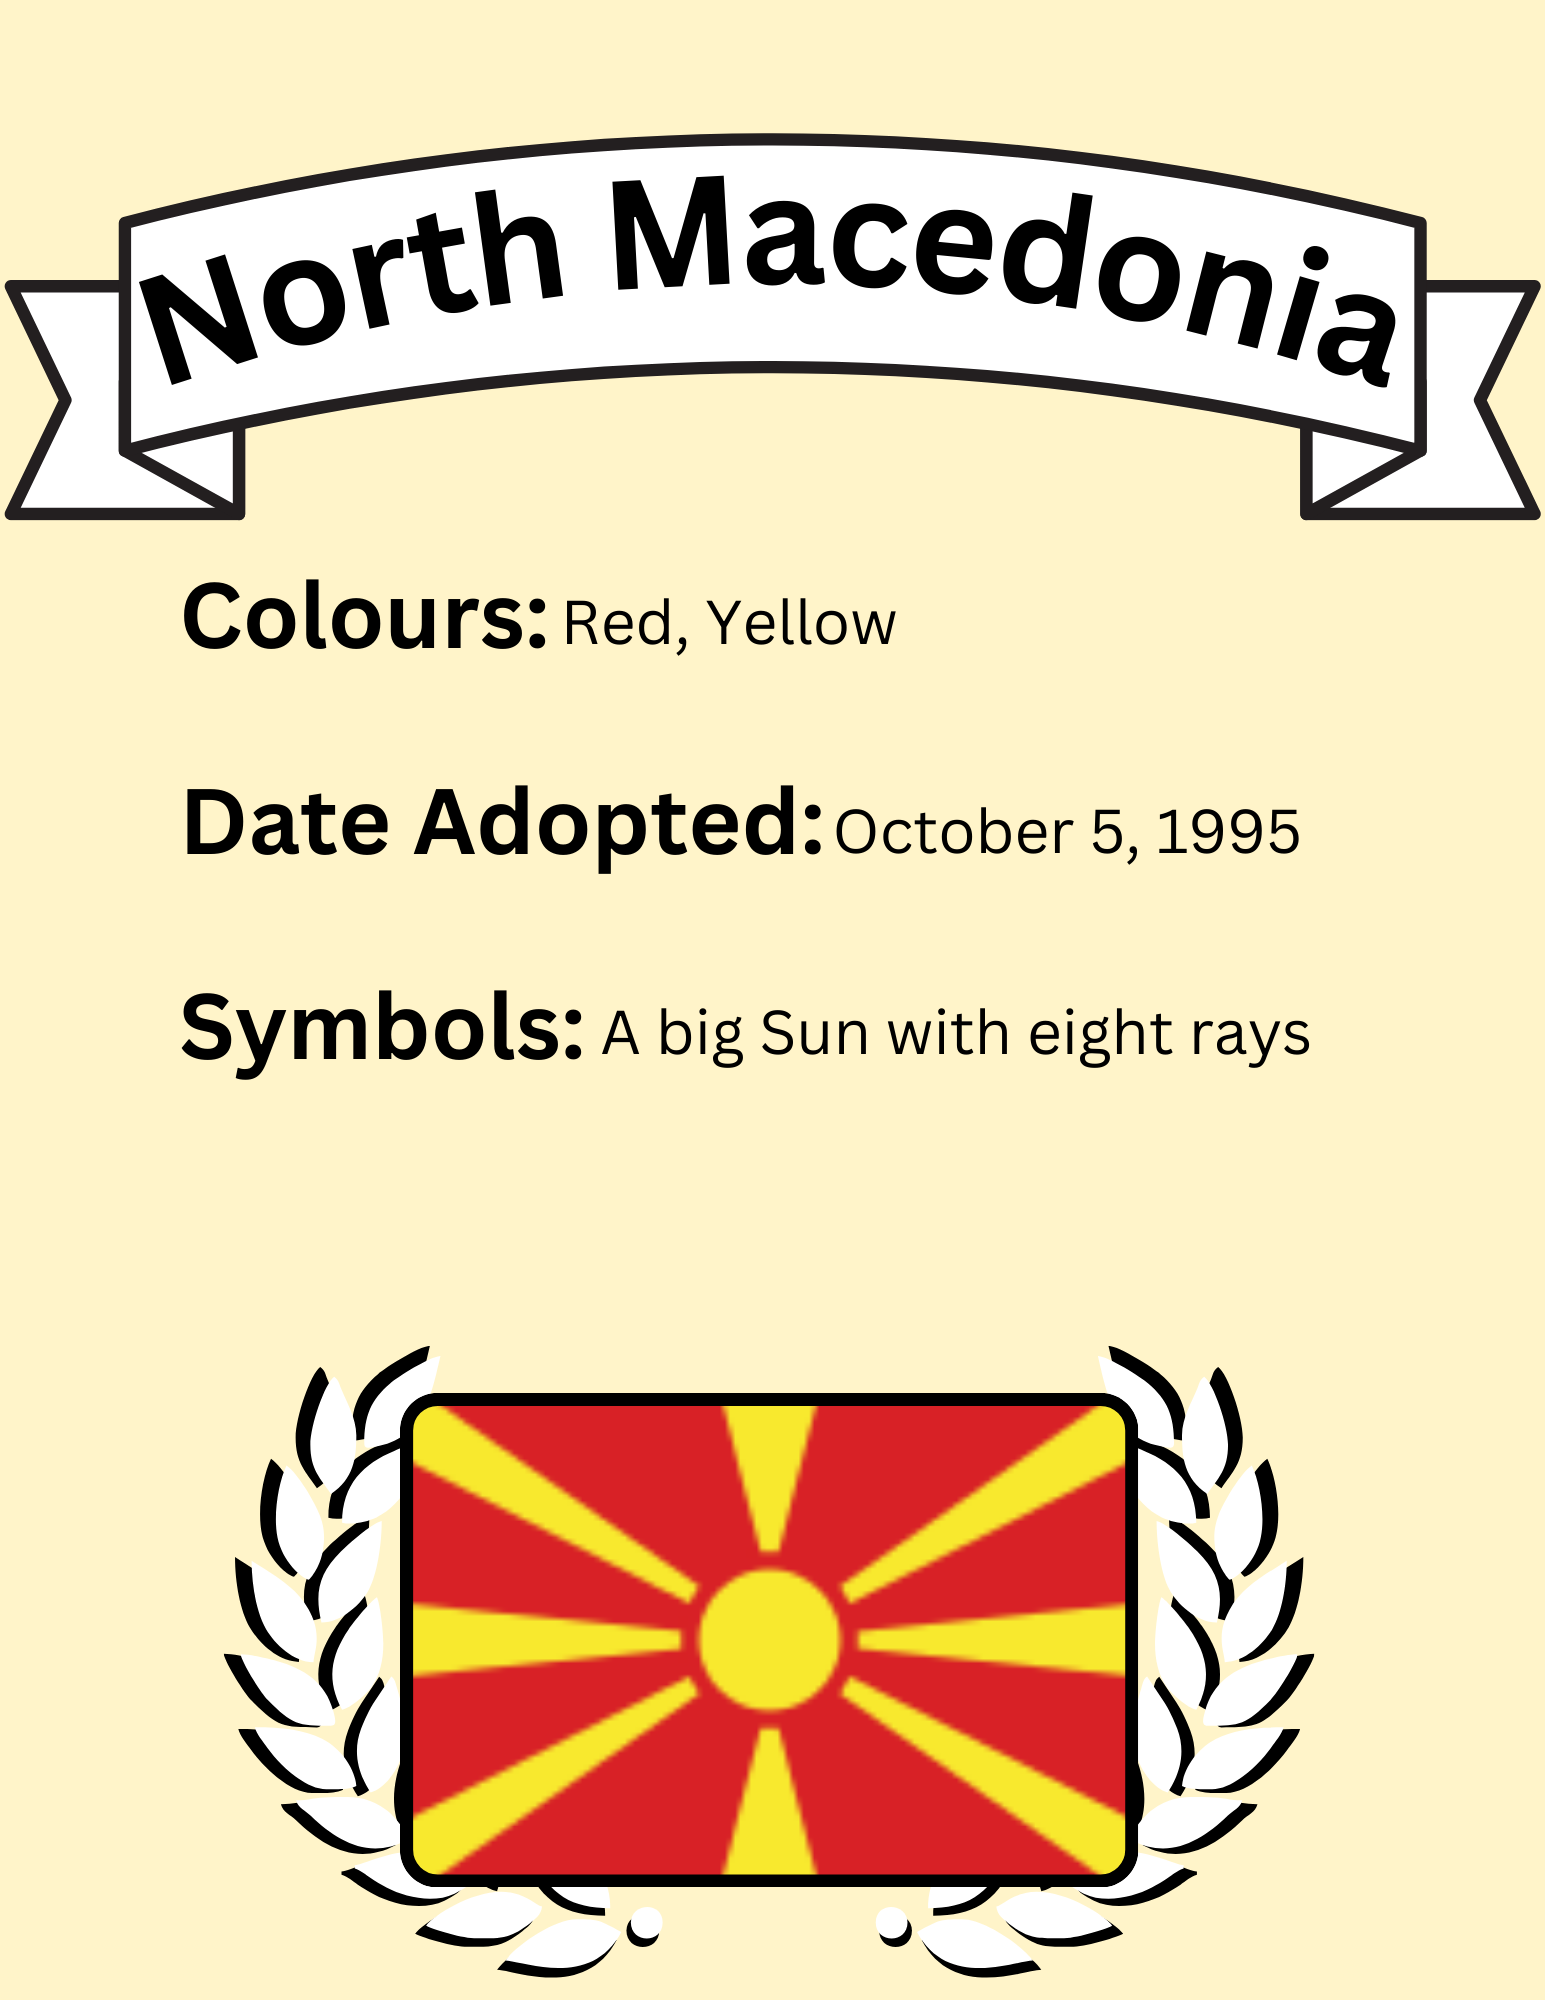 North Macedonia
Colours: Red, Yellow
Date Adopted: October 5, 1995
Symbols: A big Sun with eight rays